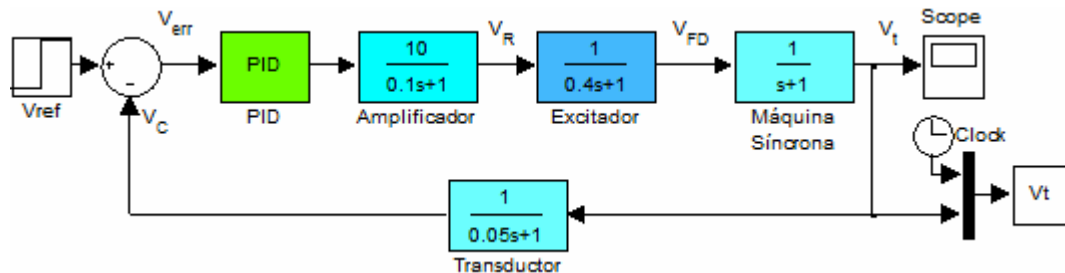 Verr
VR
VFD
Vt
Scope
+
-
PID
10
0.1s+1
1
0.4s+1
1
s+1
Vref
VC
PID
Amplificador
Excitador
Máquina
Síncrona
Clock
Vt
1
0.05s+1
Transductor